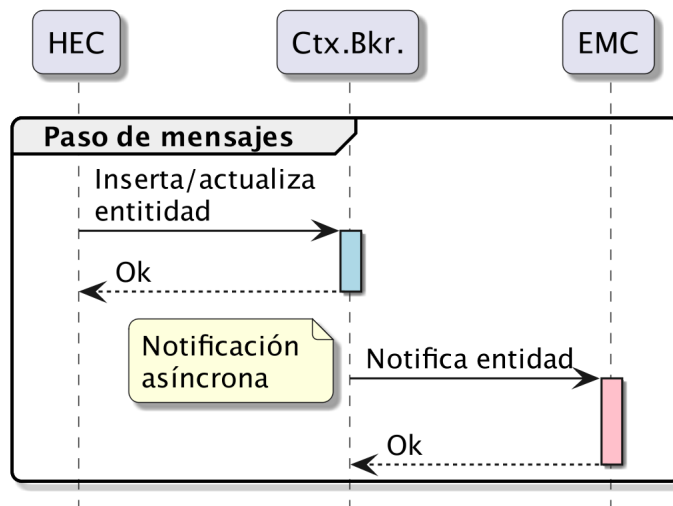 HEC
Ctx.Bkr.
EMC
Paso de mensajes
Inserta/actualiza
entitidad
Ok
Notificación
asíncrona
Notifica entidad
Ok